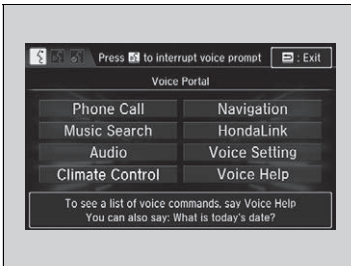 Press to interrupt voice prompt
: Exit
Voice Portal
Phone Call
Navigation
Music Search
HondaLink
Audio
Voice Setting
Climate Control
Voice Help
To see a list of voice commands, say Voice Help
You can also say: What is today's date?